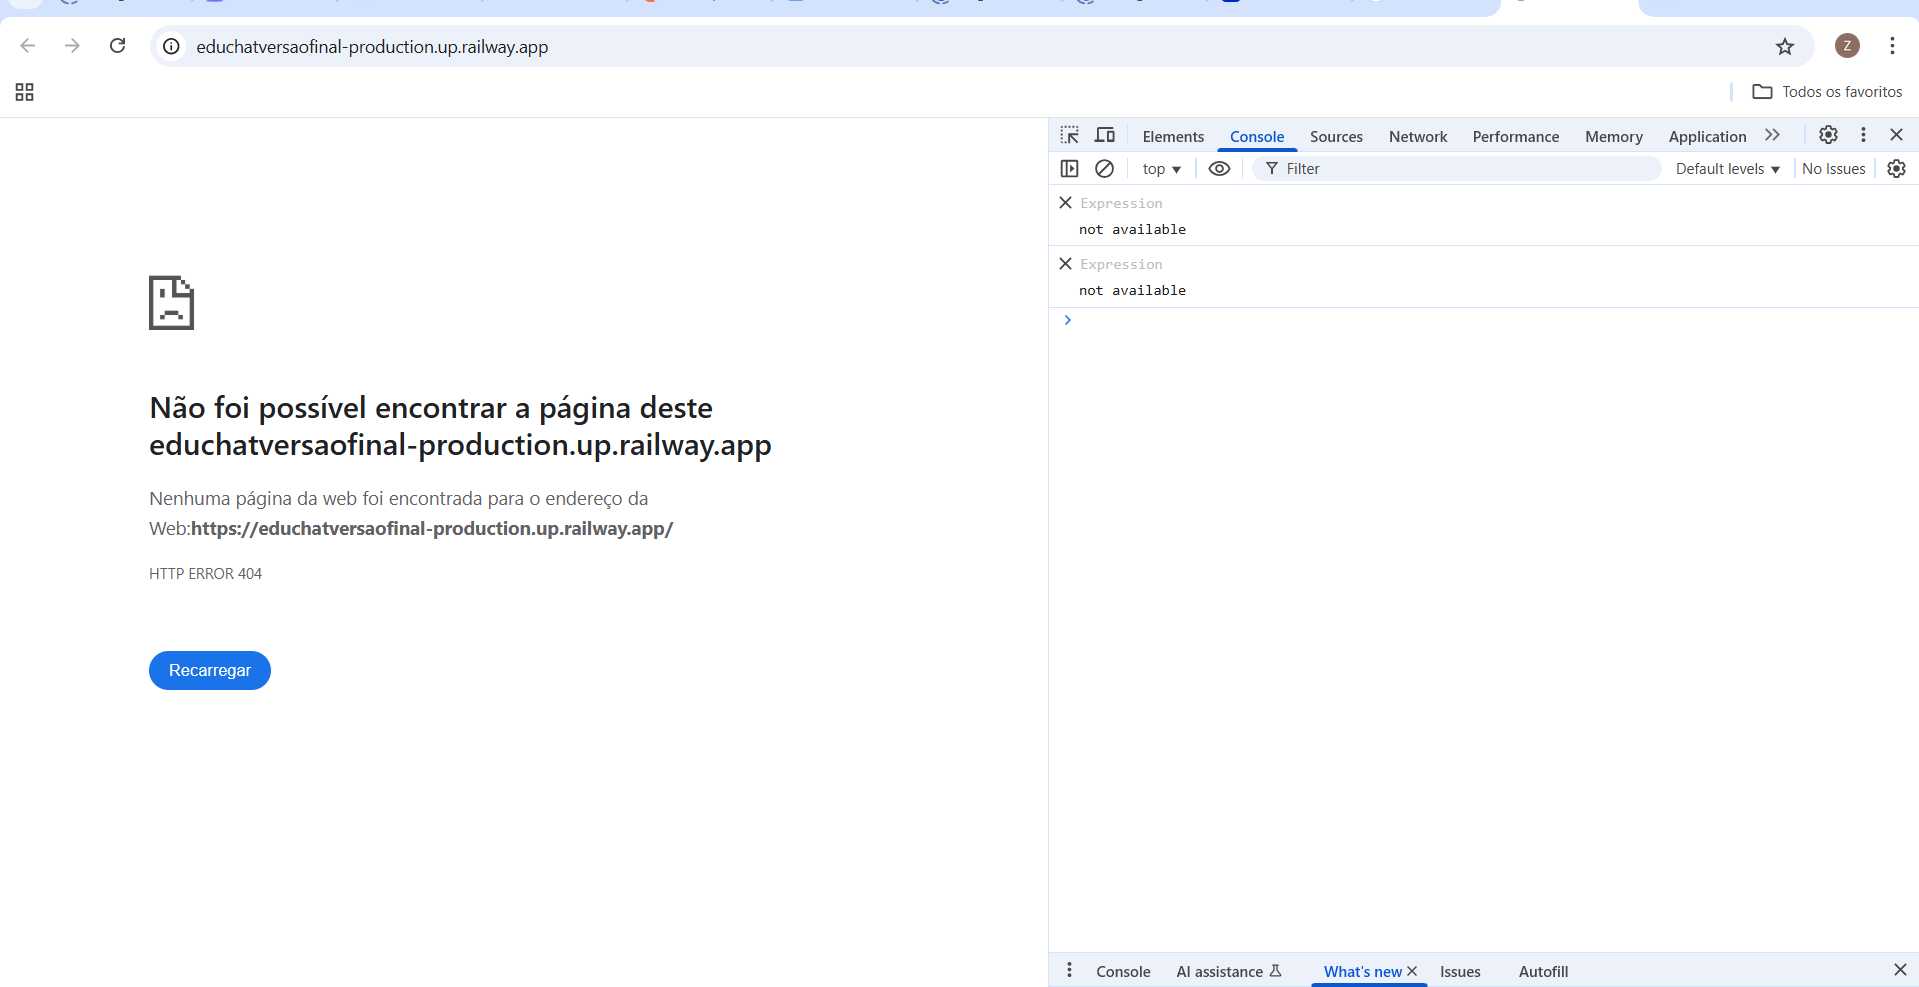 educhatversaofinal-production.up.railway.app
Z
Todos os favoritos
Elements Console Sources Network Performance Memory Application
top Filter Default levels No Issues
Expression
not available
Expression
not available
Não foi possível encontrar a página deste
educhatversaofinal-production.up.railway.app
Nenhuma página da web foi encontrada para o endereço da
Web:https://educhatversaofinal-production.up.railway.app/
HTTP ERROR 404
Recarregar
Console AI assistance What's new Issues Autofill